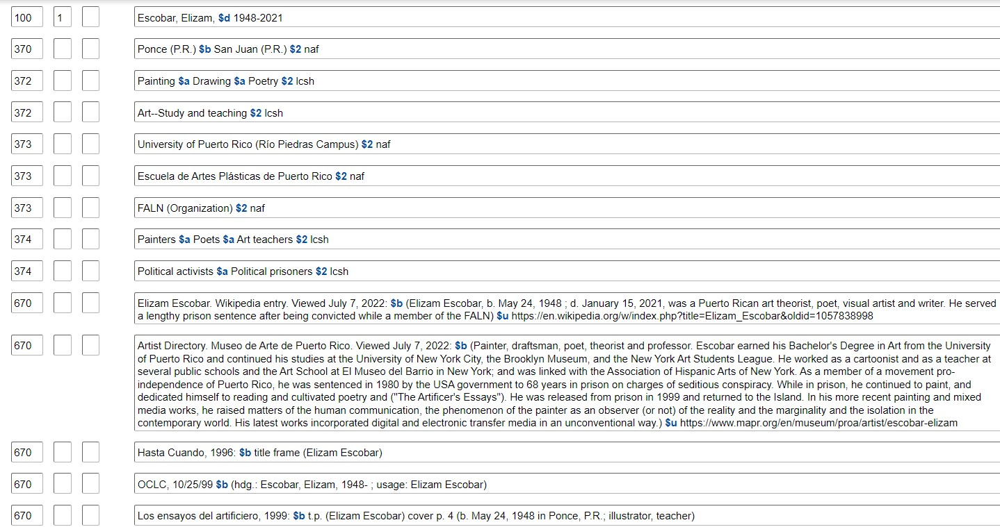 100 1 Escobar, Elizam, $d 1948-2021
370 Ponce (P.R.) $b San Juan (P.R.) $2 naf
372 Painting $a Drawing $a Poetry $2 lcsh
372 Art--Study and teaching $2 lcsh
373 University of Puerto Rico (Río Piedras Campus) $2 naf
373 Escuela de Artes Plásticas de Puerto Rico $2 naf
373 FALN (Organization) $2 naf
374 Painters $a Poets $a Art teachers $2 lcsh
374 Political activists $a Political prisoners $2 lcsh
670 Elizam Escobar. Wikipedia entry. Viewed July 7, 2022: $b (Elizam Escobar, b. May 24, 1948 ; d. January 15, 2021, was a Puerto Rican art theorist, poet, visual artist and writer. He served
a lengthy prison sentence after being convicted while a member of the FALN) $u https://en.wikipedia.org/w/index.php?title=Elizam_Escobar&oldid=1057838998
670 Artist Directory. Museo de Arte de Puerto Rico. Viewed July 7, 2022: $b (Painter, draftsman, poet, theorist and professor. Escobar earned his Bachelor's Degree in Art from the University
of Puerto Rico and continued his studies at the University of New York City, the Brooklyn Museum, and the New York Art Students League. He worked as a cartoonist and as a teacher at
several public schools and the Art School at El Museo del Barrio in New York; and was linked with the Association of Hispanic Arts of New York. As a member of a movement pro-
independence of Puerto Rico, he was sentenced in 1980 by the USA government to 68 years in prison on charges of seditious conspiracy. While in prison, he continued to paint, and
dedicated himself to reading and cultivated poetry and ("The Artificer's Essays"). He was released from prison in 1999 and returned to the Island. In his more recent painting and mixed
media works, he raised matters of the human communication, the phenomenon of the painter as an observer (or not) of the reality and the marginality and the isolation in the
contemporary world. His latest works incorporated digital and electronic transfer media in an unconventional way.) $u https://www.mapr.org/en/museum/proa/artist/escobar-elizam
670 Hasta Cuando, 1996: $b title frame (Elizam Escobar)
670 OCLC, 10/25/99 $b (hdg.: Escobar, Elizam, 1948- ; usage: Elizam Escobar)
670 Los ensayos del artificiero, 1999: $b t.p. (Elizam Escobar) cover p. 4 (b. May 24, 1948 in Ponce, P.R.; illustrator, teacher)